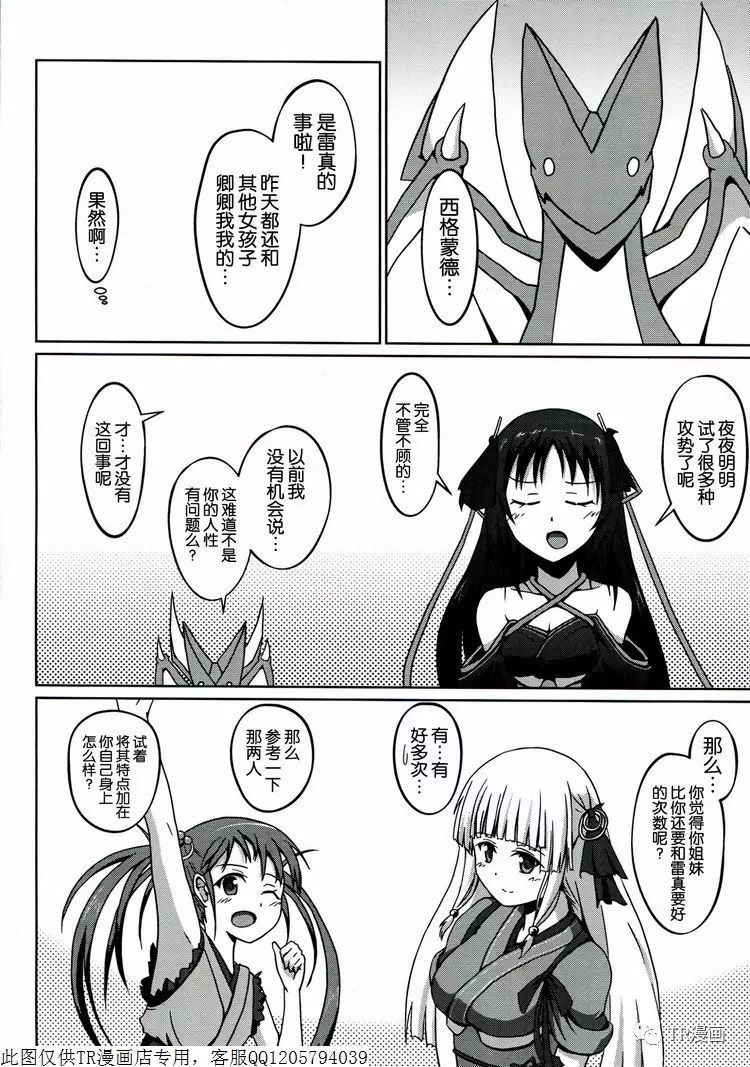 西格蒙德…
是雷真的
事啦！
昨天都还和
其他女孩子
卿卿我我的…
果然啊…
夜夜明明
试了很多种
攻势了呢
完全
不管不顾的…
以前我
没有机会说…
这难道不是
你的人性
有问题么？
才…才没有
这回事呢
那么…
你觉得你姐妹
比你还要和雷真要好
的次数呢？
有…有
好多次…
那么
参考一下
那两人
试着
将其特点加在
你自己身上
怎么样？
TR漫画
此图仅供TR漫画店专用，客服QQ1205794039